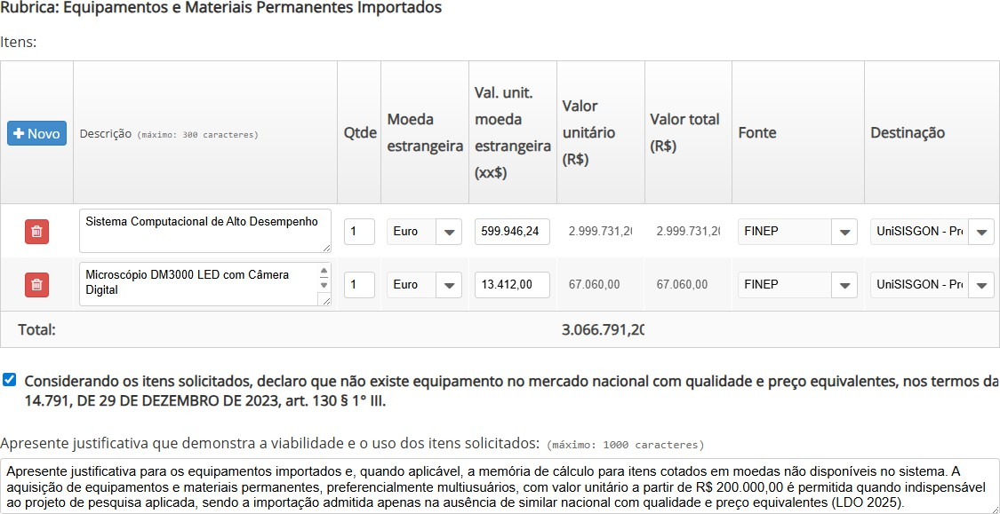 Rubrica: Equipamentos e Materiais Permanentes Importados
Itens:
Novo
Descrição (máximo: 300 caracteres)
Qtde
Moeda
estrangeira
Val. unit.
moeda
estrangeira
(xx$)
Valor
unitário
(R$)
Valor total
(R$)
Fonte
Destinação
Sistema Computacional de Alto Desempenho
1
Euro
599.946,24
2.999.731,2
2.999.731,2
FINEP
UniSISGON - Pr
Microscópio DM3000 LED com Câmera
Digital
1
Euro
13.412,00
67.060,00
67.060,00
FINEP
UniSISGON - Pr
Total:
3.066.791,20
Considerando os itens solicitados, declaro que não existe equipamento no mercado nacional com qualidade e preço equivalentes, nos termos da
14.791, DE 29 DE DEZEMBRO DE 2023, art. 130 § 1° III.
Apresente justificativa que demonstra a viabilidade e o uso dos itens solicitados: (máximo: 1000 caracteres)
Apresente justificativa para os equipamentos importados e, quando aplicável, a memória de cálculo para itens cotados em moedas não disponíveis no sistema. A
aquisição de equipamentos e materiais permanentes, preferencialmente multiusuários, com valor unitário a partir de R$ 200.000,00 é permitida quando indispensável
ao projeto de pesquisa aplicada, sendo a importação admitida apenas na ausência de similar nacional com qualidade e preço equivalentes (LDO 2025).